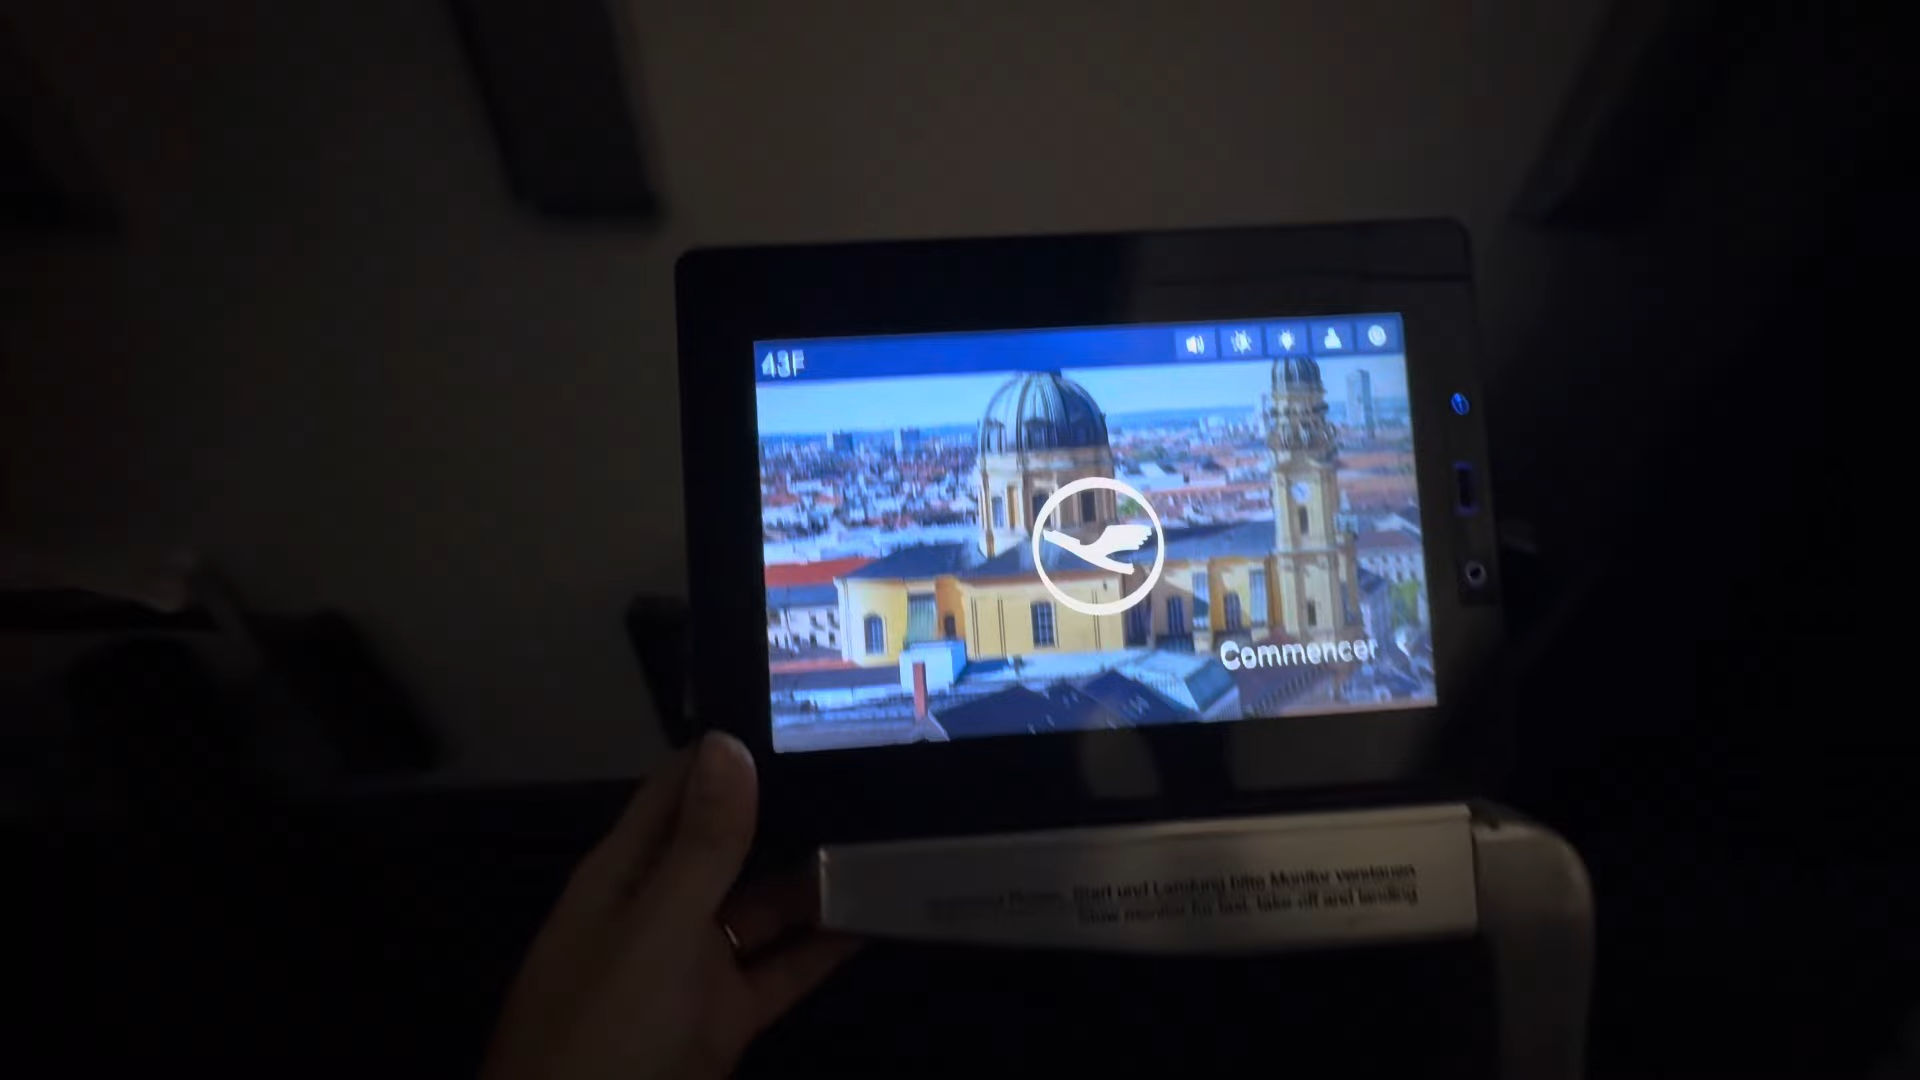 43F
Commencer
Start und Landung bitte Monitor verstauen
Stow monitor for taxi, take-off and landing